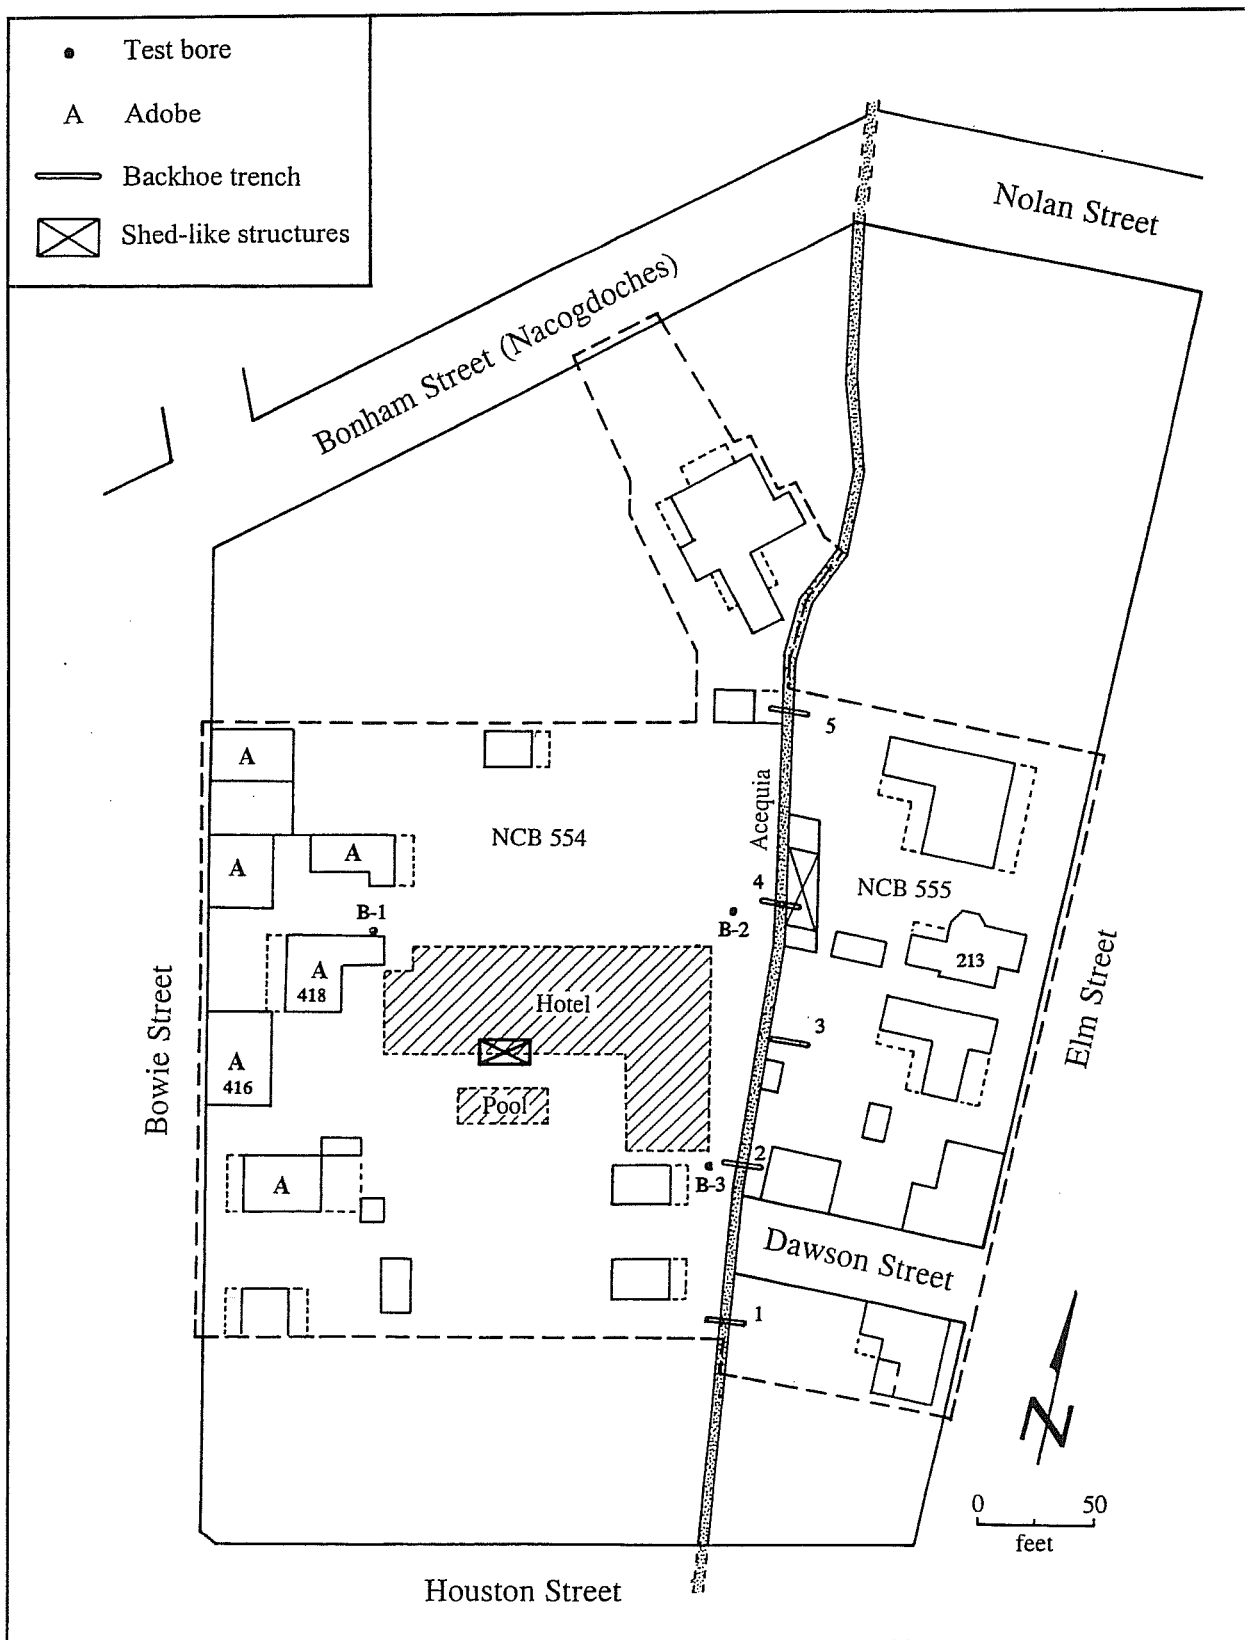 Test bore
A Adobe
Backhoe trench
Shed-like structures
Nolan Street
Bonham Street (Nacogdoches)
5
A
Acequia
NCB 554
A
A
4
NCB 555
B-1
B-2
A
418
213
Hotel
3
Elm Street
Bowie Street
A
416
Pool
2
B-3
A
Dawson Street
1
N
0 50
feet
Houston Street